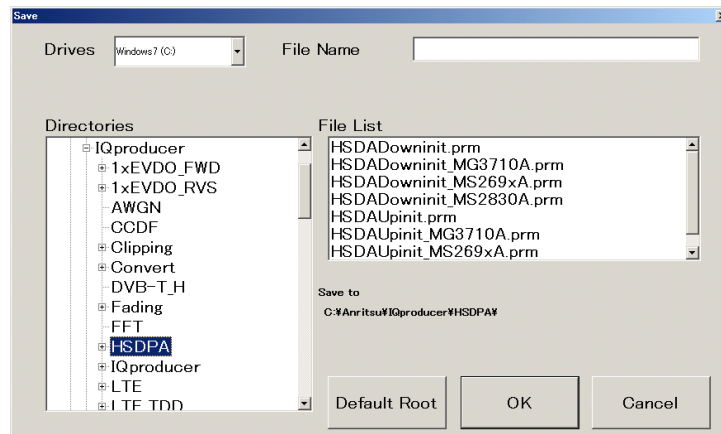 Save
Drives
Windows7 (C:)
File Name
Directories
IQproducer
1xEVDO_FWD
1xEVDO_RVS
AWGN
CCDF
Clipping
Convert
DVB-T_H
Fading
FFT
HSDPA
IQproducer
LTE
LTE_TDD
File List
HSDADowninit.prm
HSDADowninit_MG3710A.prm
HSDADowninit_MS269xA.prm
HSDADowninit_MS2830A.prm
HSDAUpinit.prm
HSDAUpinit_MG3710A.prm
HSDAUpinit_MS269xA.prm
Save to
C:¥Anritsu¥IQproducer¥HSDPA¥
Default Root
OK
Cancel